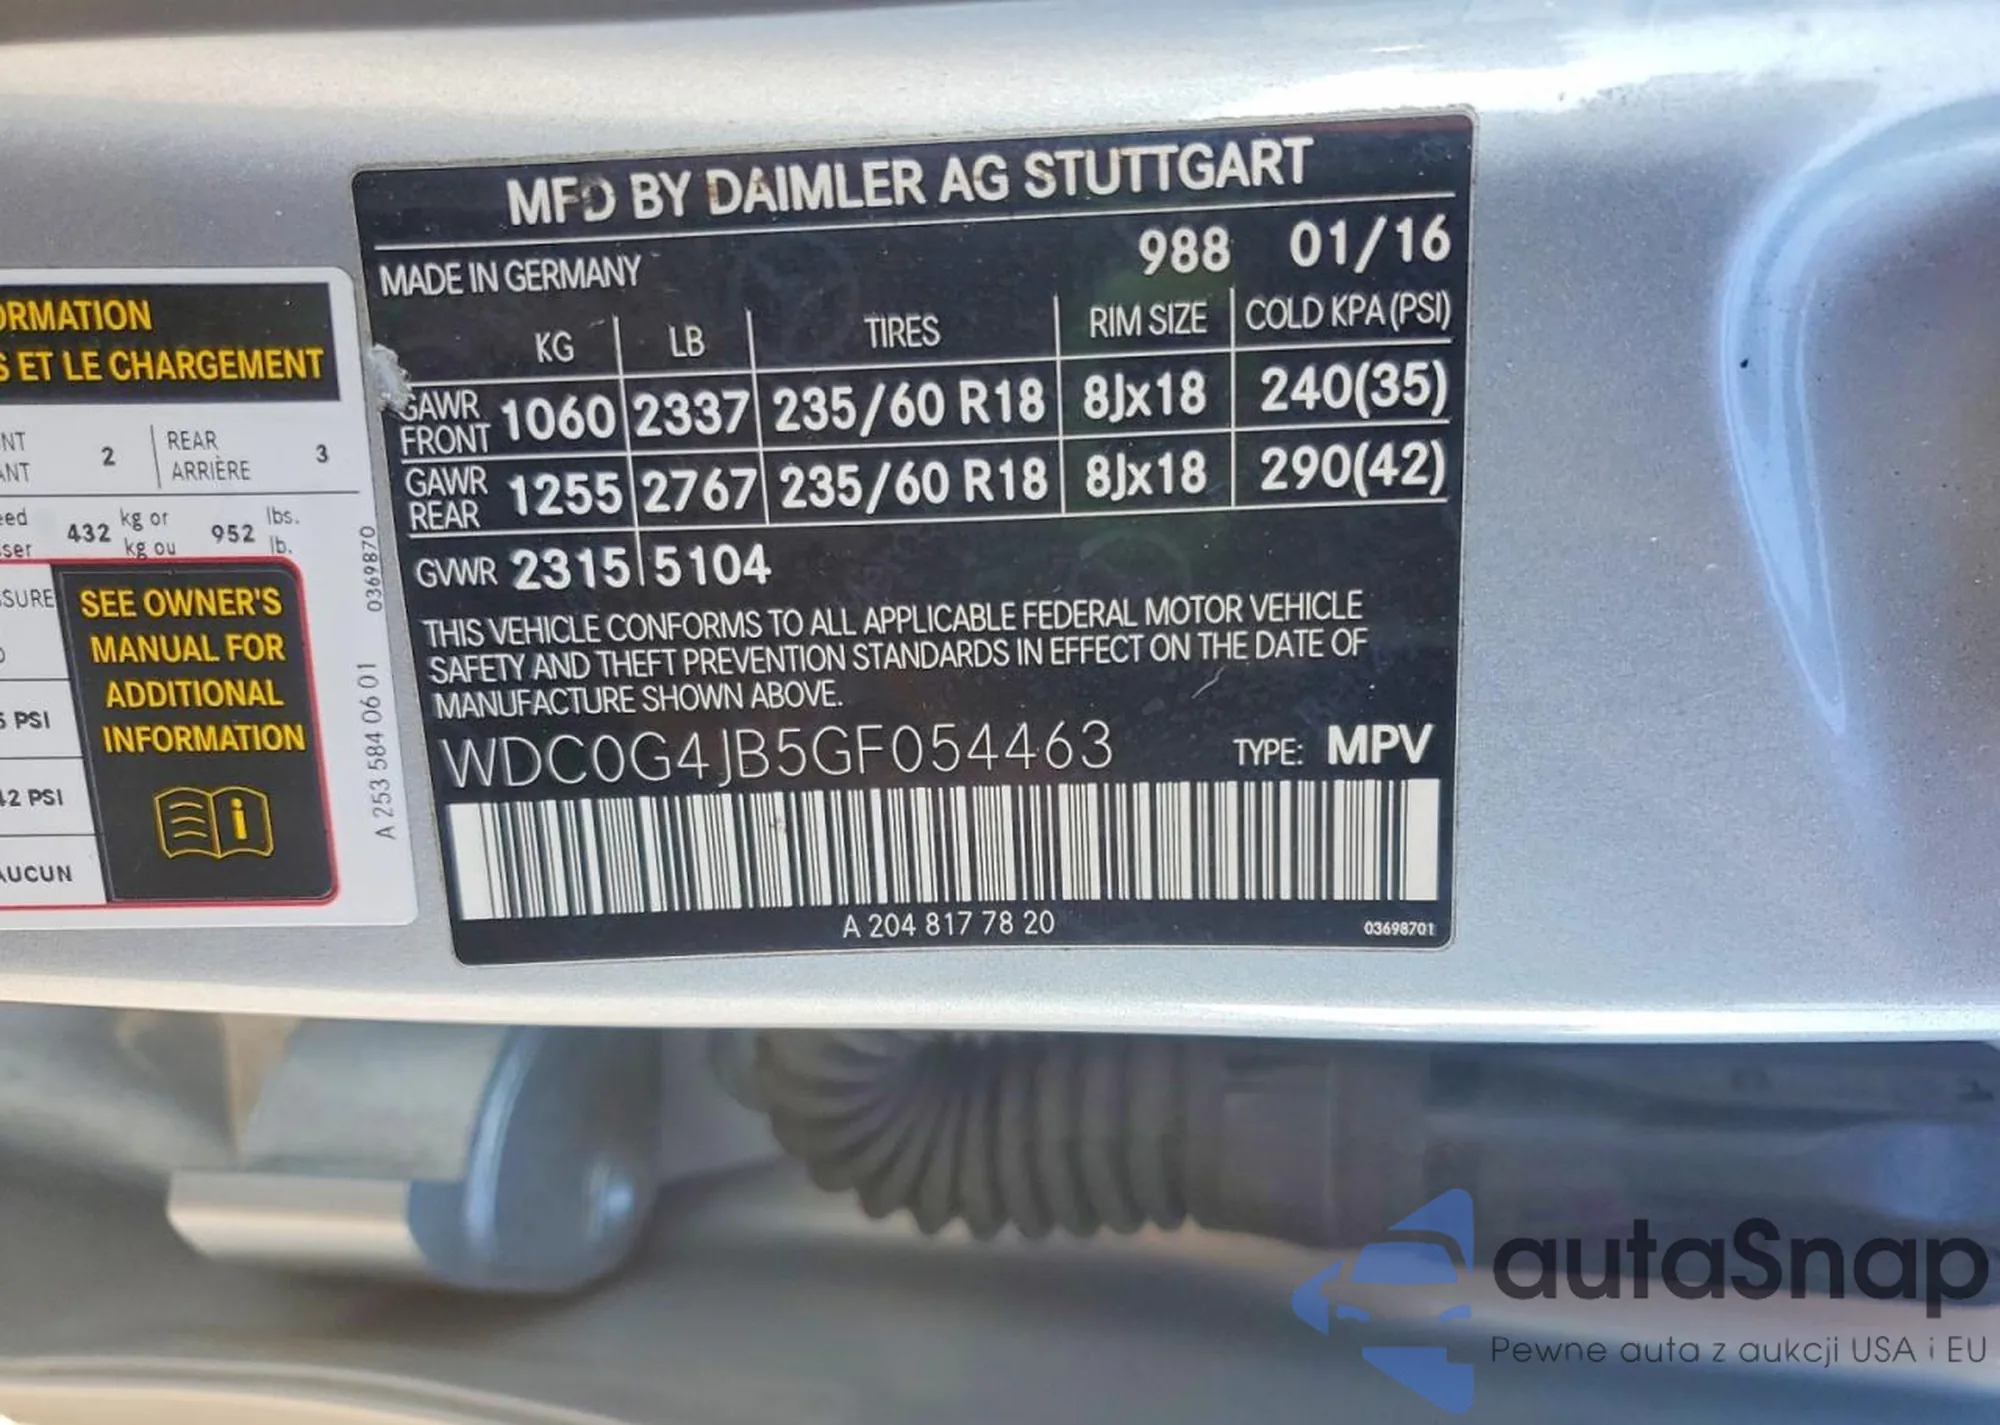 MFD BY DAIMLER AG STUTTGART
MADE IN GERMANY 988 01/16
KG LB TIRES RIM SIZE COLD KPA (PSI)
GAWR FRONT 1060 2337 235/60 R18 8Jx18 240(35)
GAWR REAR 1255 2767 235/60 R18 8Jx18 290(42)
GVWR 2315 5104
THIS VEHICLE CONFORMS TO ALL APPLICABLE FEDERAL MOTOR VEHICLE
SAFETY AND THEFT PREVENTION STANDARDS IN EFFECT ON THE DATE OF
MANUFACTURE SHOWN ABOVE.
WDC0G4JB5GF054463 TYPE: MPV
A 204 817 78 20 03698701
ET LE CHARGEMENT
2 REAR 3
ARRIÈRE
432 kg or 952 lbs.
kg ou lb.
SEE OWNER'S
MANUAL FOR
ADDITIONAL
INFORMATION
PSI
PSI
AUCUN
0369870
A 253 584 06 01
autaSnap
Pewne auta z aukcji USA i EU